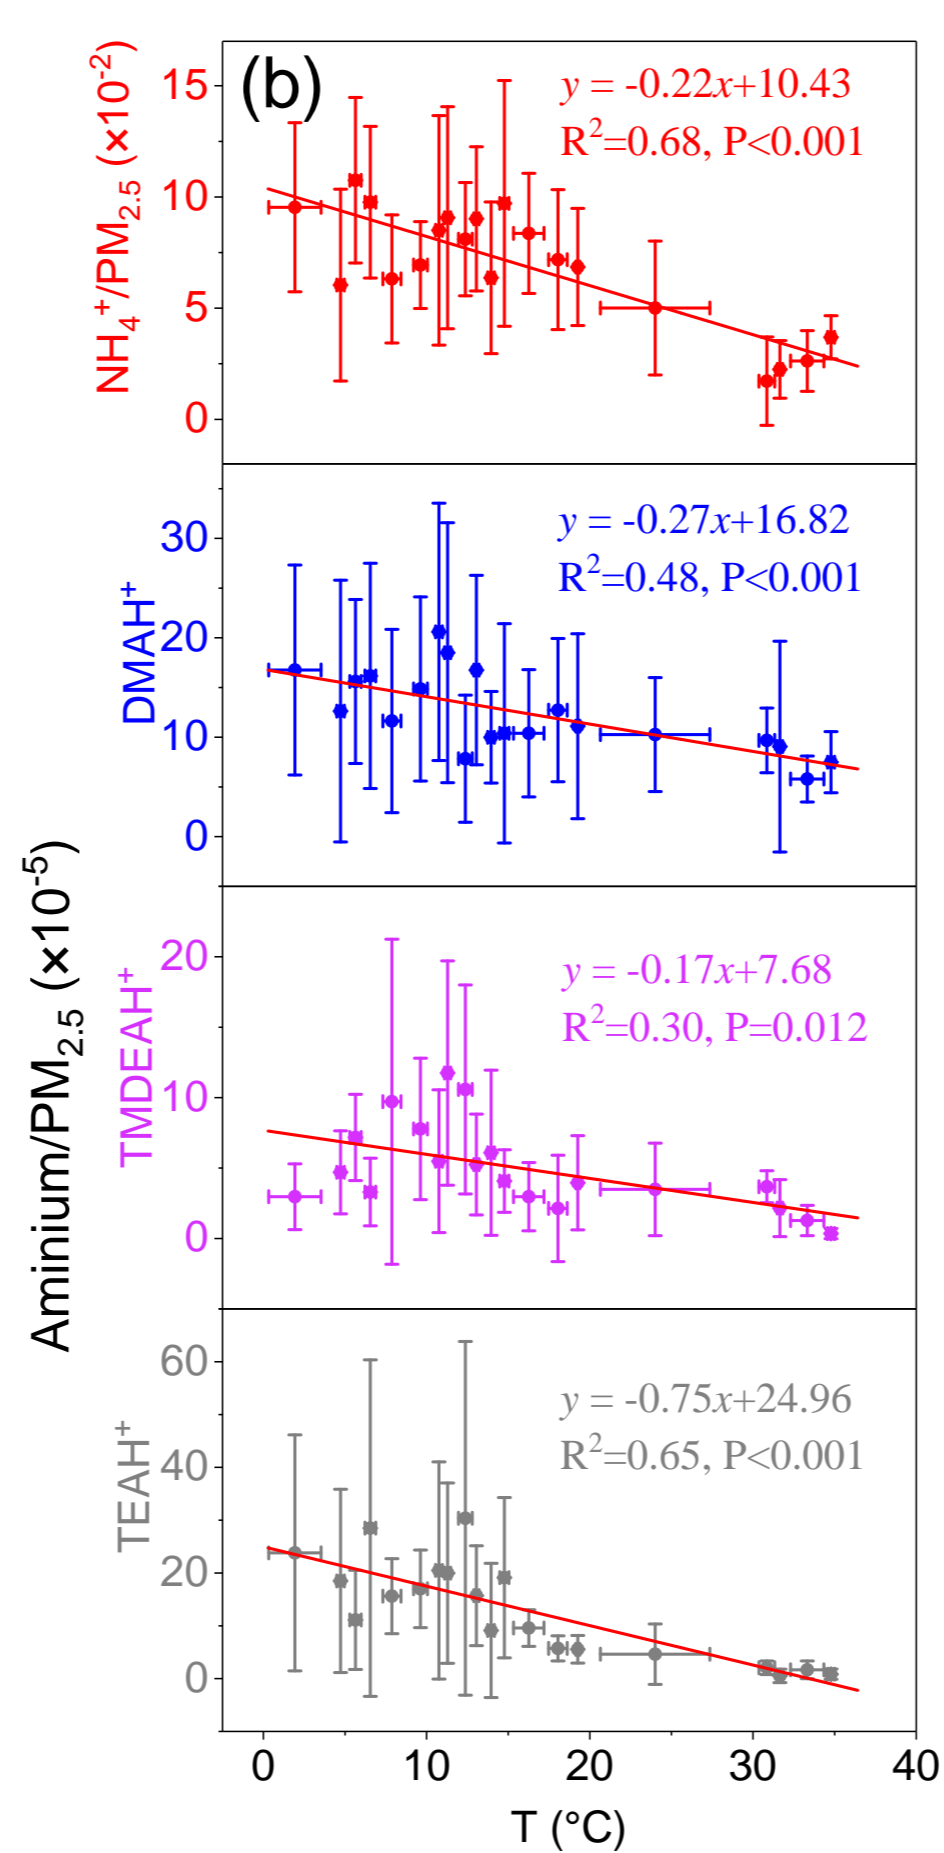 (b)
y = -0.22x+10.43
R²=0.68, P<0.001
NH₄⁺/PM₂.₅ (×10⁻²)
15
10
5
0
y = -0.27x+16.82
R²=0.48, P<0.001
DMAH⁺
30
20
10
0
Aminium/PM₂.₅ (×10⁻⁵)
y = -0.17x+7.68
R²=0.30, P=0.012
TMDEAH⁺
20
10
0
y = -0.75x+24.96
R²=0.65, P<0.001
TEAH⁺
60
40
20
0
0 10 20 30 40
T (°C)